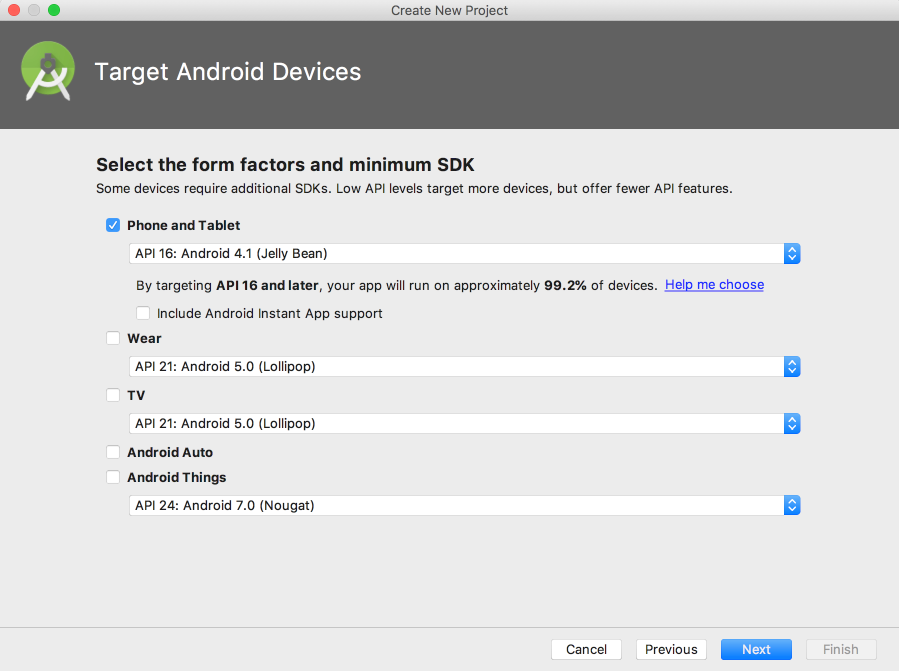 Create New Project
Target Android Devices
Select the form factors and minimum SDK
Some devices require additional SDKs. Low API levels target more devices, but offer fewer API features.
Phone and Tablet
API 16: Android 4.1 (Jelly Bean)
By targeting API 16 and later, your app will run on approximately 99.2% of devices. Help me choose
Include Android Instant App support
Wear
API 21: Android 5.0 (Lollipop)
TV
API 21: Android 5.0 (Lollipop)
Android Auto
Android Things
API 24: Android 7.0 (Nougat)
Cancel Previous Next Finish